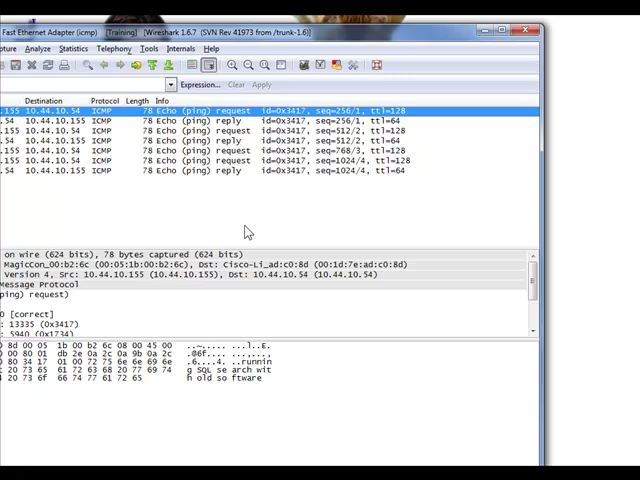 Fast Ethernet Adapter (icmp) [Training] [Wireshark 1.6.7 (SVN Rev 41973 from /trunk-1.6)]
pture Analyze Statistics Telephony Tools Internals Help
Expression... Clear Apply
Destination Protocol Length Info
.155 10.44.10.54 ICMP 78 Echo (ping) request id=0x3417, seq=256/1, ttl=128
.54 10.44.10.155 ICMP 78 Echo (ping) reply id=0x3417, seq=256/1, ttl=64
.155 10.44.10.54 ICMP 78 Echo (ping) request id=0x3417, seq=512/2, ttl=128
.54 10.44.10.155 ICMP 78 Echo (ping) reply id=0x3417, seq=512/2, ttl=64
.155 10.44.10.54 ICMP 78 Echo (ping) request id=0x3417, seq=768/3, ttl=128
.155 10.44.10.54 ICMP 78 Echo (ping) request id=0x3417, seq=1024/4, ttl=128
.54 10.44.10.155 ICMP 78 Echo (ping) reply id=0x3417, seq=1024/4, ttl=64
on wire (624 bits), 78 bytes captured (624 bits)
MagicCon_00:b2:6c (00:05:1b:00:b2:6c), Dst: Cisco-Li_ad:c0:8d (00:1d:7e:ad:c0:8d)
Version 4, Src: 10.44.10.155 (10.44.10.155), Dst: 10.44.10.54 (10.44.10.54)
Message Protocol
(ping) request)
0 [correct]
: 13335 (0x3417)
: 5940 (0x1734)
0 8d 00 05 1b 00 b2 6c 08 00 45 00 ..~..... ...l..E.
00 00 80 01 db 2e 0a 2c 0a 9b 0a 2c .@6f.... ...,...,
00 80 34 17 01 00 72 75 6e 6e 69 6e .6....4. ..runnin
c 20 73 65 61 72 63 68 20 77 69 74 g SQL se arch wit
4 20 73 6f 66 74 77 61 72 65 h old so ftware